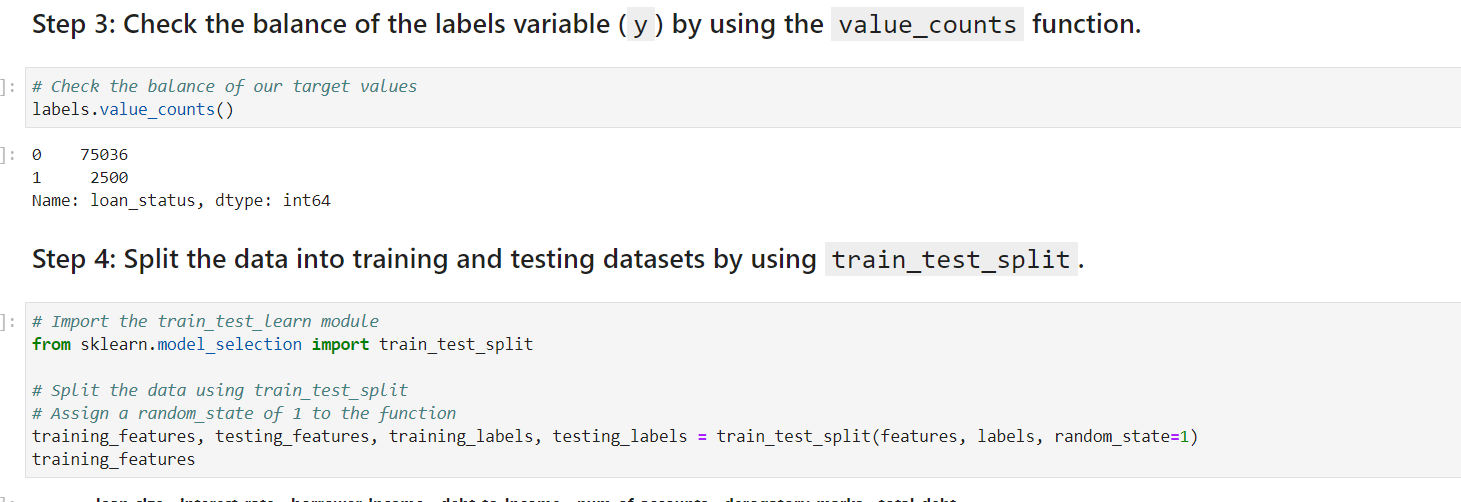 Step 3: Check the balance of the labels variable (y) by using the value_counts function.
]: # Check the balance of our target values
labels.value_counts()
]: 0    75036
1     2500
Name: loan_status, dtype: int64
Step 4: Split the data into training and testing datasets by using train_test_split.
]: # Import the train_test_learn module
from sklearn.model_selection import train_test_split
# Split the data using train_test_split
# Assign a random_state of 1 to the function
training_features, testing_features, training_labels, testing_labels = train_test_split(features, labels, random_state=1)
training_features